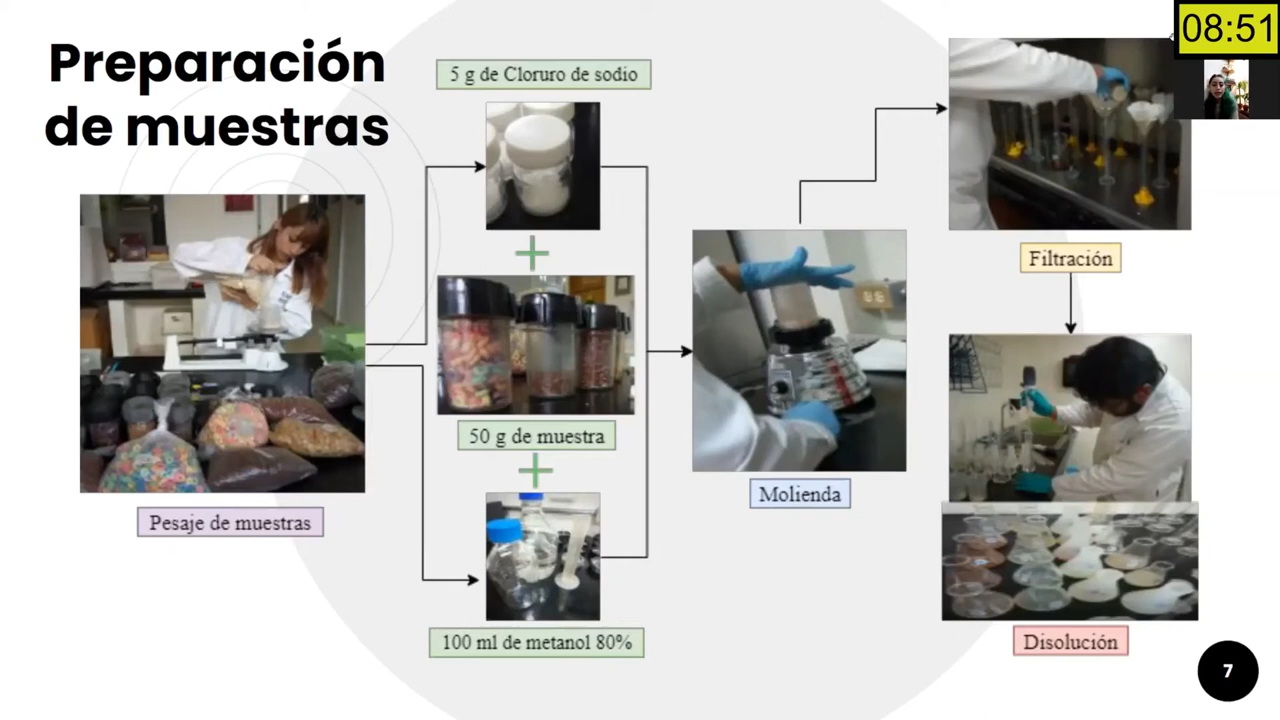 Preparación
de muestras
08:51
5 g de Cloruro de sodio
+
50 g de muestra
+
100 ml de metanol 80%
Pesaje de muestras
Molienda
Filtración
Disolución
7